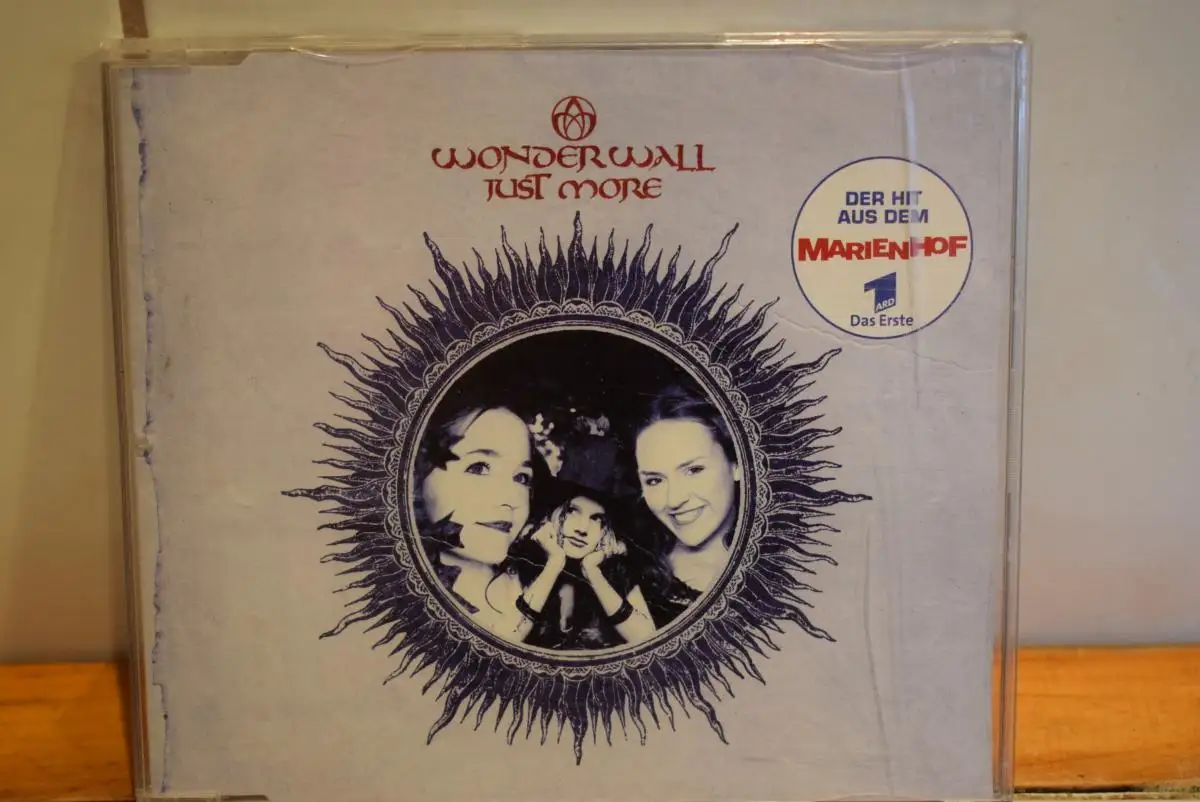 WONDERWALL
JUST MORE
DER HIT
AUS DEM
MARIENHOF
1
ARD
Das Erste